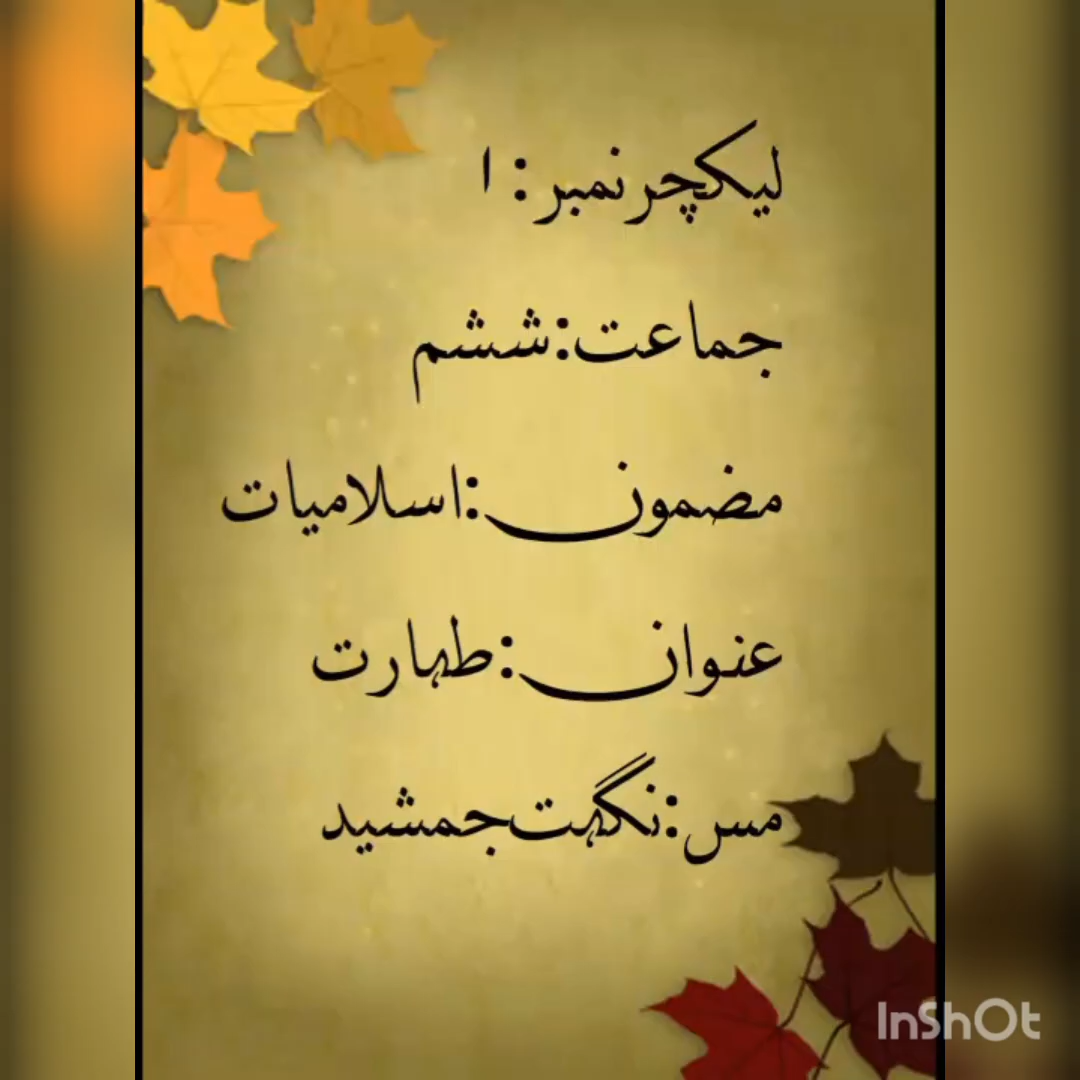 لیکچر نمبر: ا
جماعت: ششم
مضمون: اسلامیات
عنوان: طہارت
مس: نگہت جمشید
InShOt